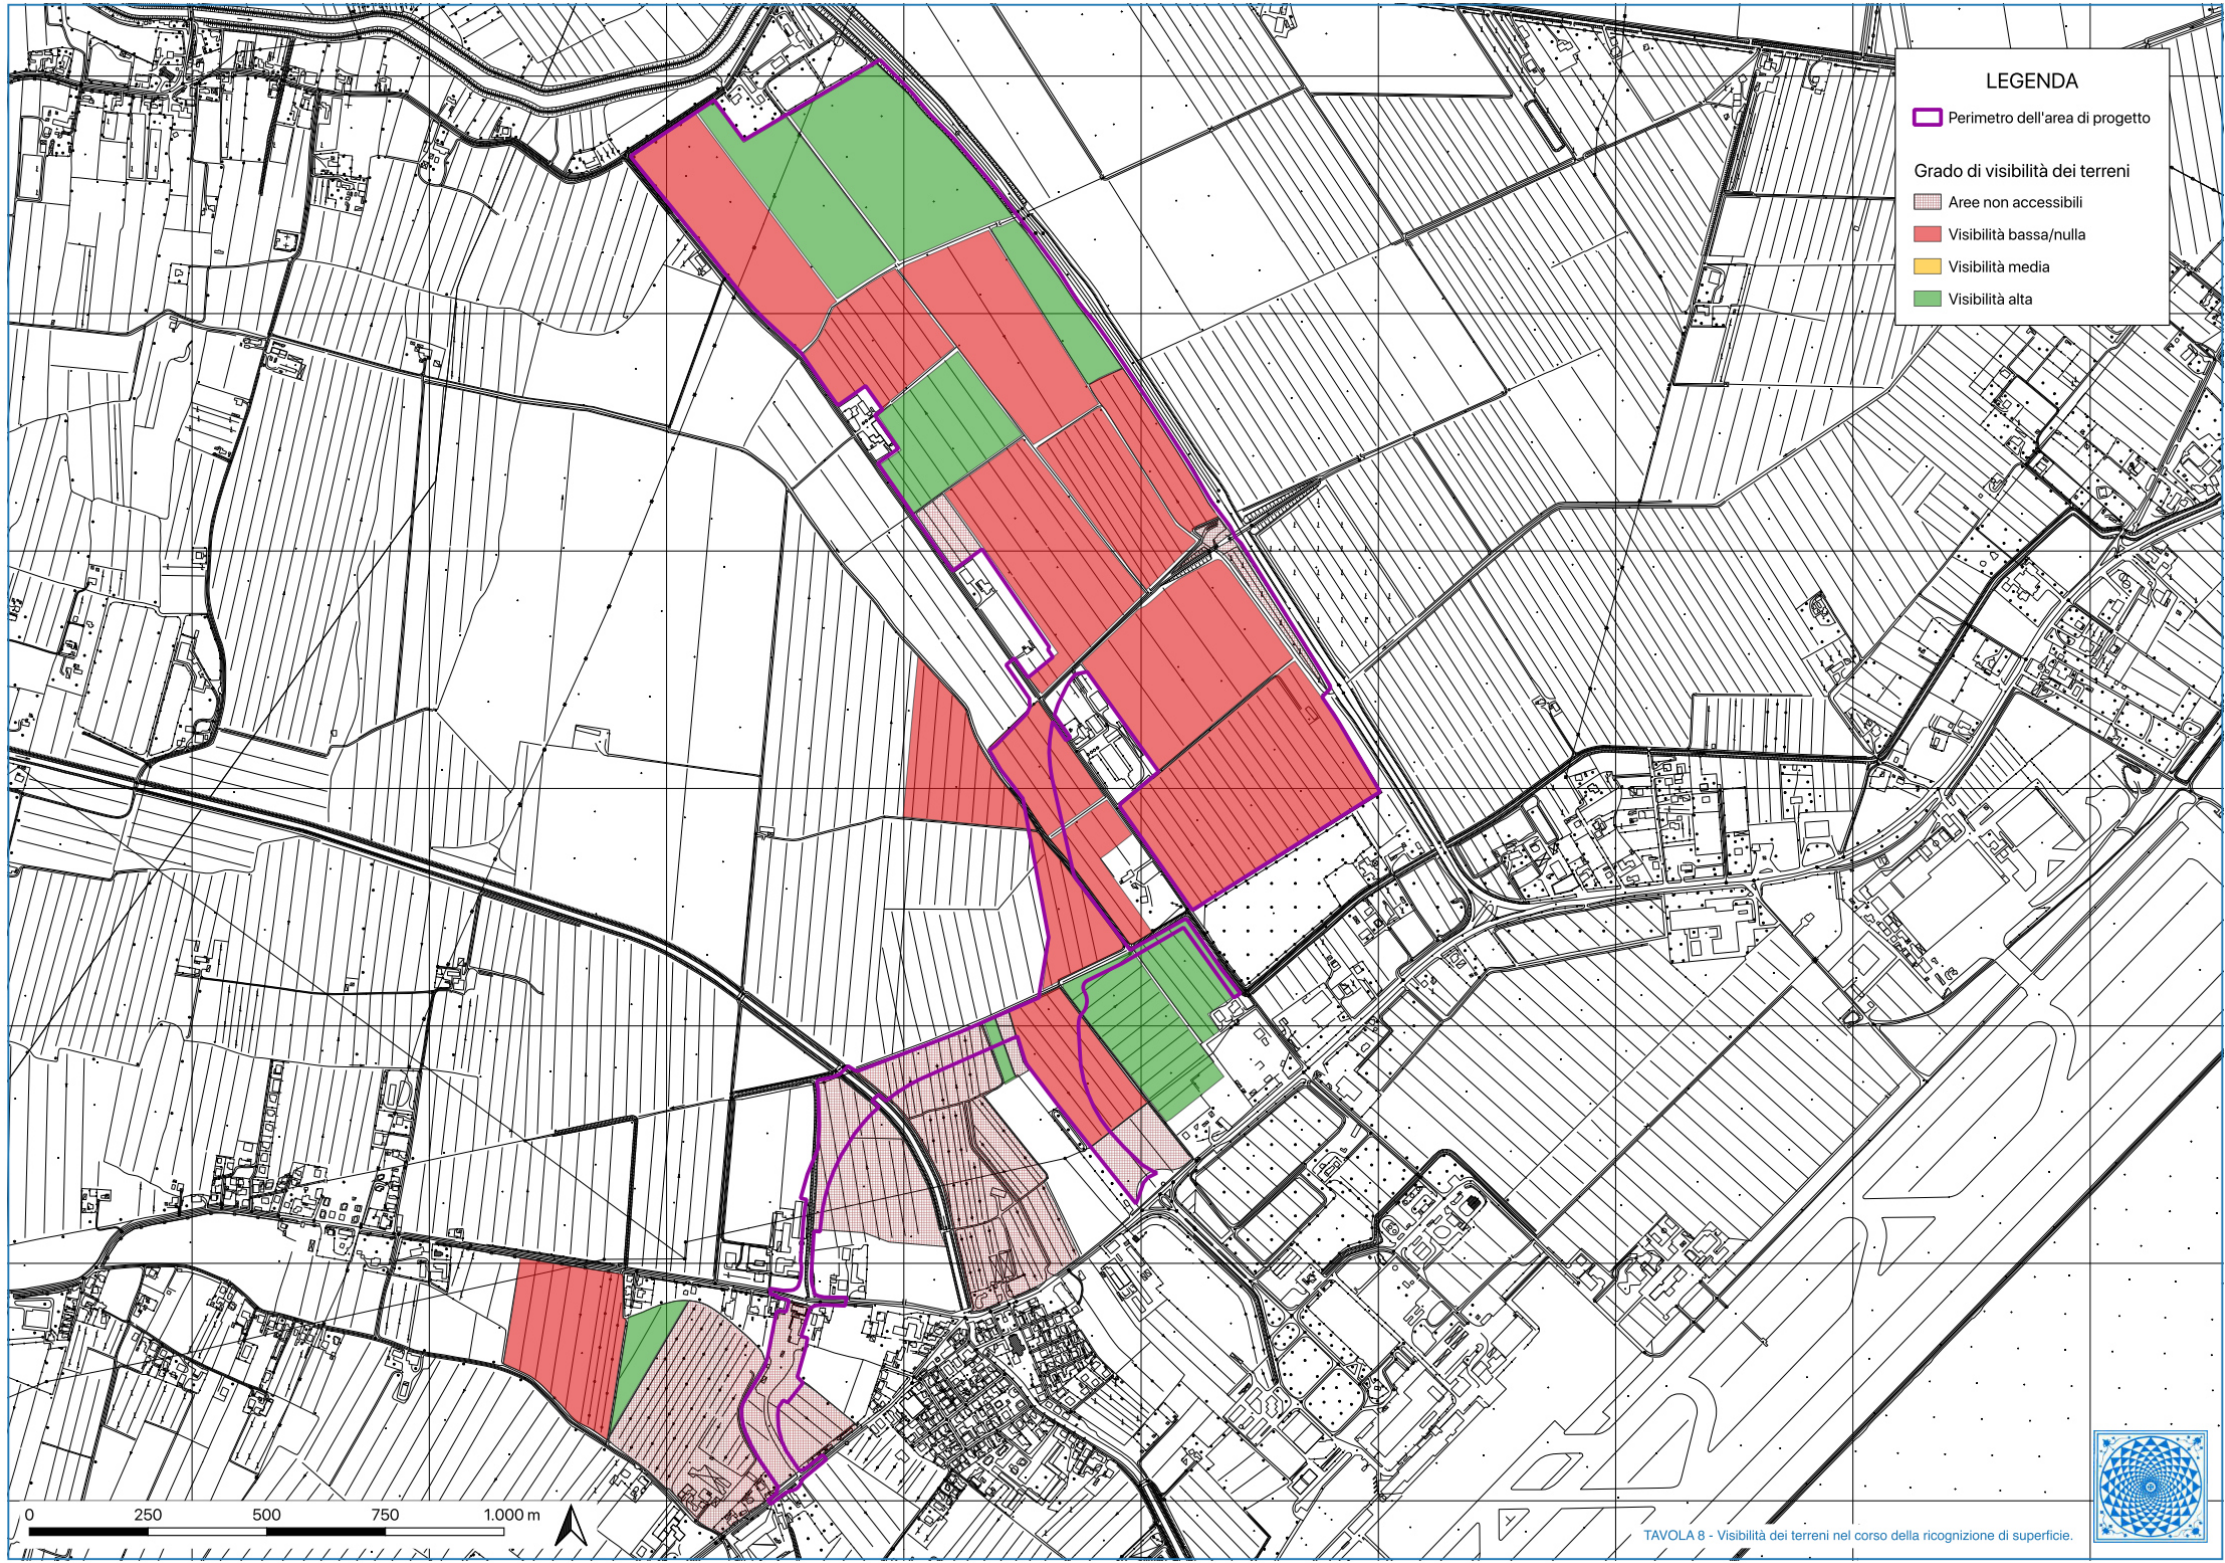 LEGENDA
Perimetro dell'area di progetto
Grado di visibilità dei terreni
Aree non accessibili
Visibilità bassa/nulla
Visibilità media
Visibilità alta
0 250 500 750 1.000 m
TAVOLA 8 - Visibilità dei terreni nel corso della ricognizione di superficie.